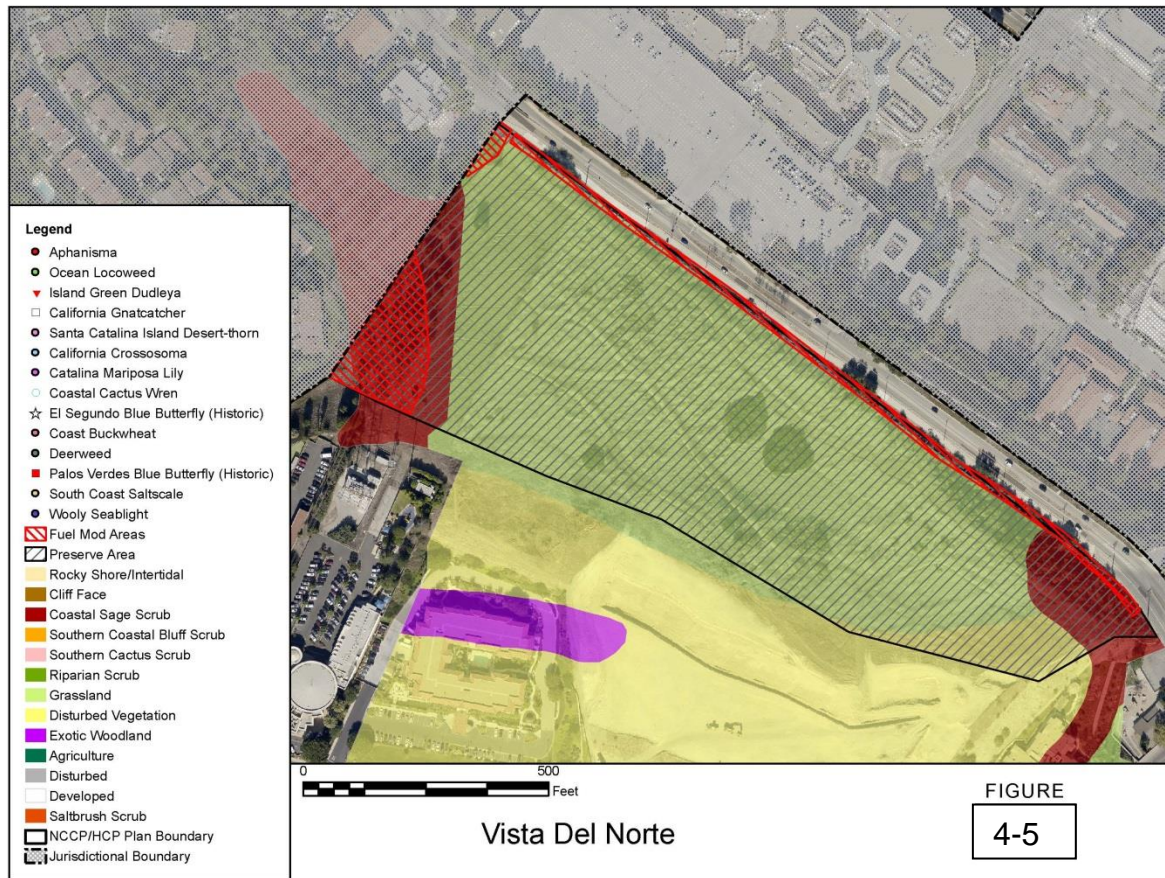 Legend
Aphanisma
Ocean Locoweed
Island Green Dudleya
California Gnatcatcher
Santa Catalina Island Desert-thorn
California Crossosoma
Catalina Mariposa Lily
Coastal Cactus Wren
El Segundo Blue Butterfly (Historic)
Coast Buckwheat
Deerweed
Palos Verdes Blue Butterfly (Historic)
South Coast Saltscale
Wooly Seablight
Fuel Mod Areas
Preserve Area
Rocky Shore/Intertidal
Cliff Face
Coastal Sage Scrub
Southern Coastal Bluff Scrub
Southern Cactus Scrub
Riparian Scrub
Grassland
Disturbed Vegetation
Exotic Woodland
Agriculture
Disturbed
Developed
Saltbrush Scrub
NCCP/HCP Plan Boundary
Jurisdictional Boundary
0 500
Feet
Vista Del Norte
FIGURE
4-5